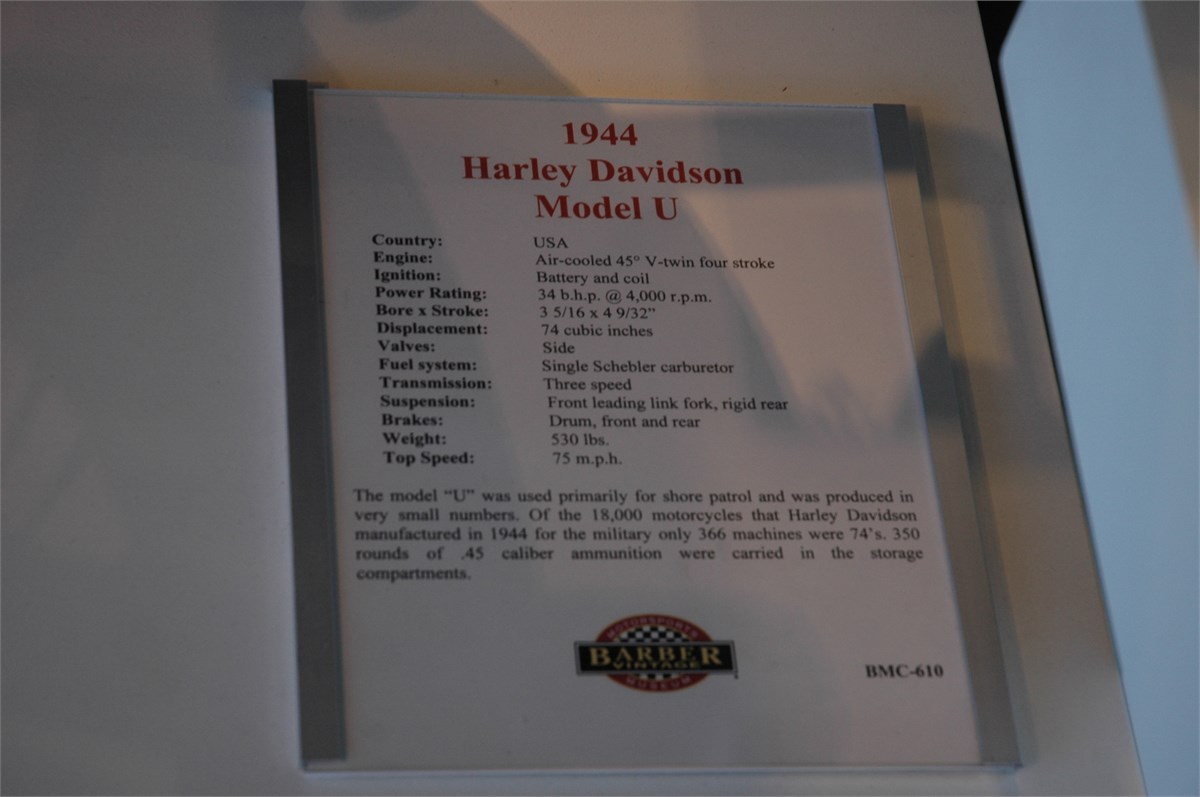 1944
Harley Davidson
Model U
Country: USA
Engine: Air-cooled 45° V-twin four stroke
Ignition: Battery and coil
Power Rating: 34 b.h.p. @ 4,000 r.p.m.
Bore x Stroke: 3 5/16 x 4 9/32"
Displacement: 74 cubic inches
Valves: Side
Fuel system: Single Schebler carburetor
Transmission: Three speed
Suspension: Front leading link fork, rigid rear
Brakes: Drum, front and rear
Weight: 530 lbs.
Top Speed: 75 m.p.h.
The model “U” was used primarily for shore patrol and was produced in
very small numbers. Of the 18,000 motorcycles that Harley Davidson
manufactured in 1944 for the military only 366 machines were 74’s. 350
rounds of .45 caliber ammunition were carried in the storage
compartments.
MOTORSPORTS
BARBER
VINTAGE
MUSEUM
BMC-610